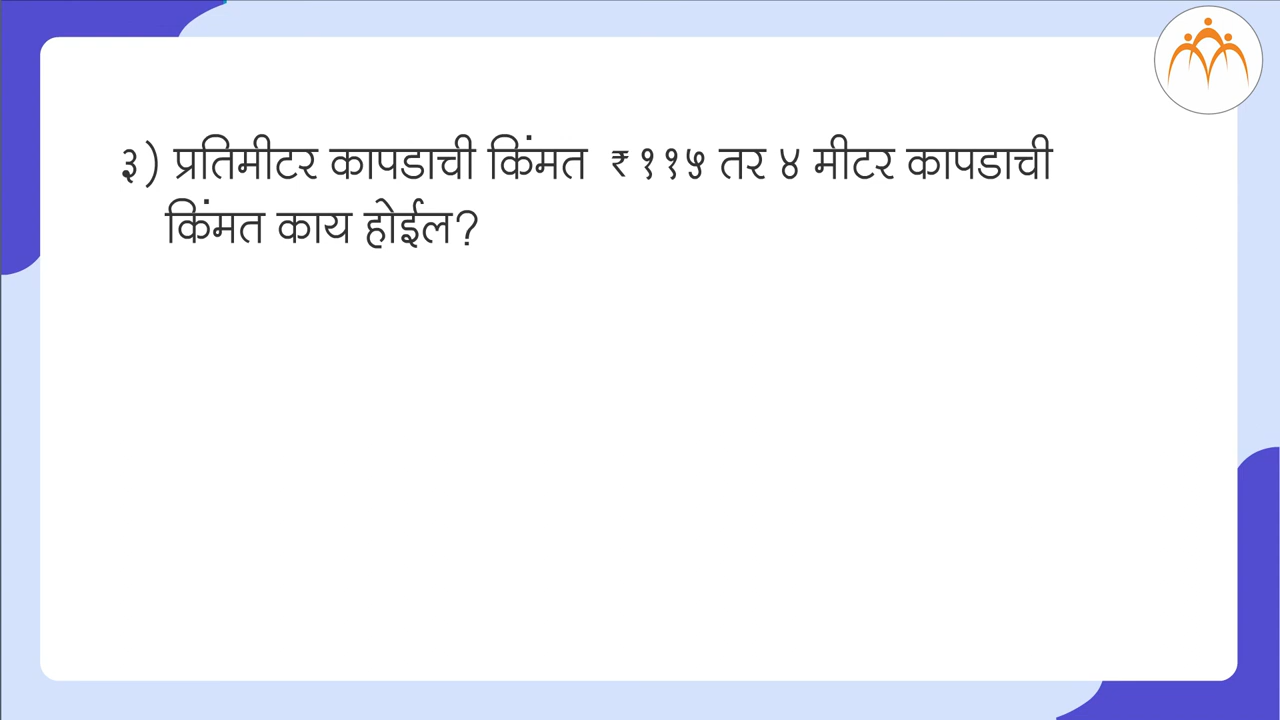 ३) प्रतिमीटर कापडाची किंमत ₹ ११५ तर ४ मीटर कापडाची
किंमत काय होईल?